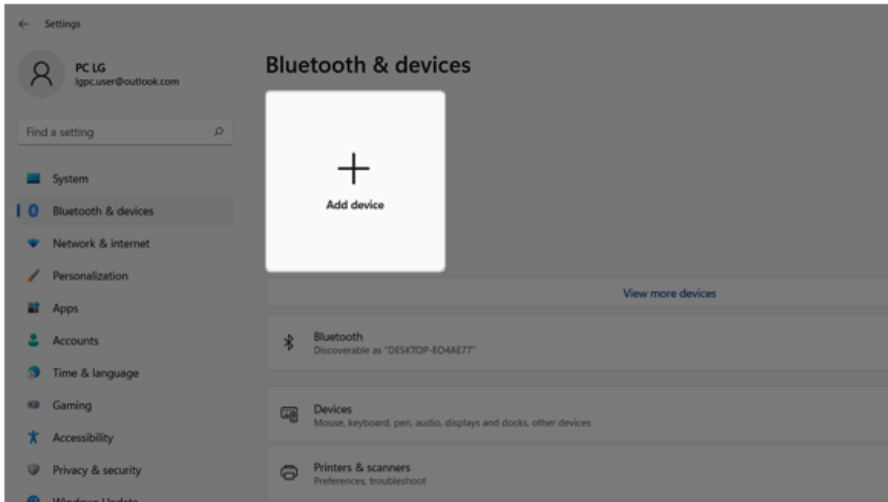 Settings
PC LG
lgpc.user@outlook.com
Find a setting
System
Bluetooth & devices
Network & internet
Personalization
Apps
Accounts
Time & language
Gaming
Accessibility
Privacy & security
Windows Update
Bluetooth & devices
Add device
View more devices
Bluetooth
Discoverable as "DESKTOP-EO4AE77"
Devices
Mouse, keyboard, pen, audio, displays and docks, other devices
Printers & scanners
Preferences, troubleshoot